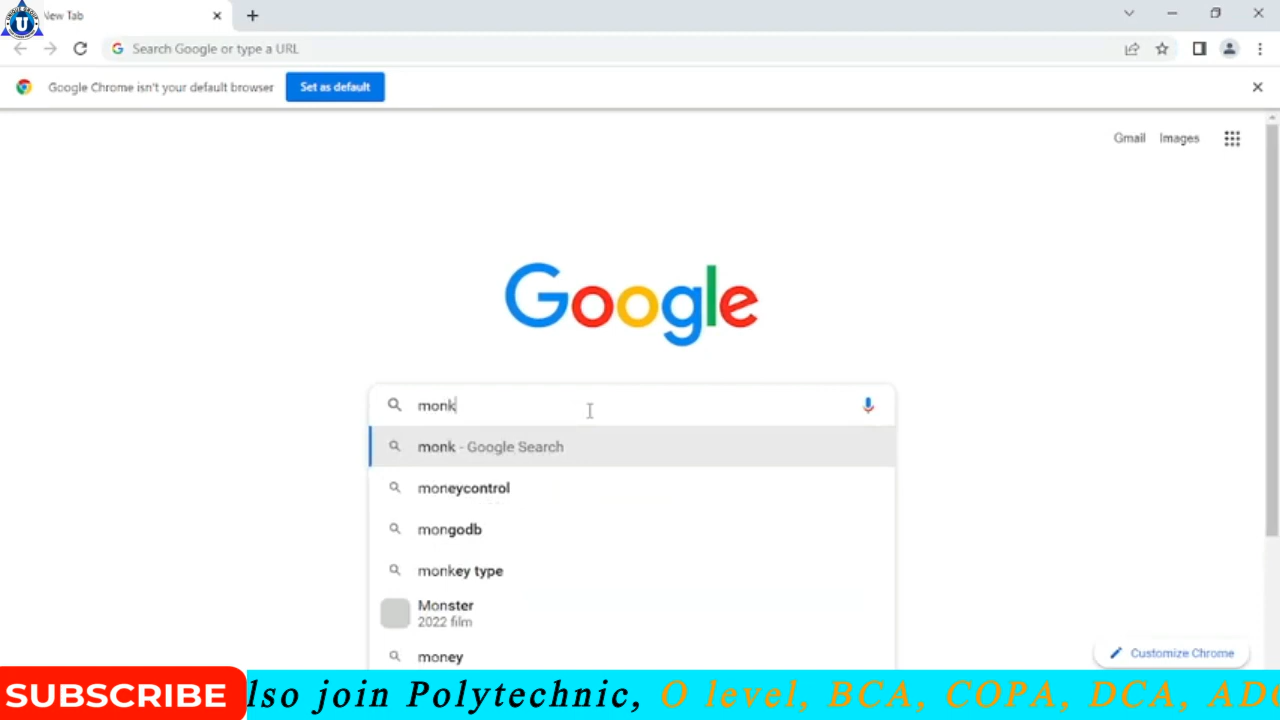 New Tab
Search Google or type a URL
Google Chrome isn't your default browser
Set as default
Gmail
Images
Google
monk
monk - Google Search
moneycontrol
mongodb
monkey type
Monster
2022 film
money
Customize Chrome
SUBSCRIBE
lso join Polytechnic, O level, BCA, COPA, DCA, AD
U